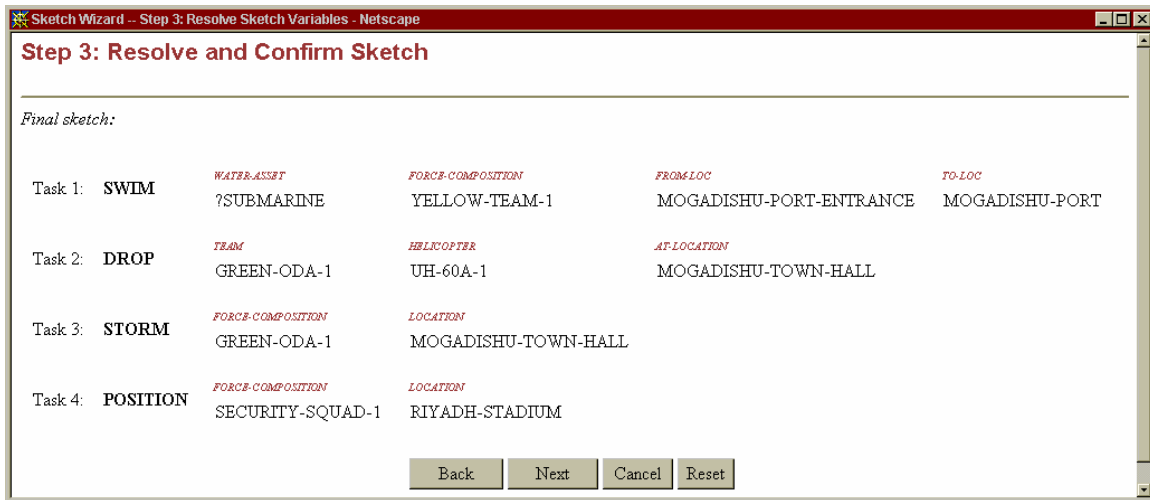 Sketch Wizard -- Step 3: Resolve Sketch Variables - Netscape
Step 3: Resolve and Confirm Sketch
Final sketch:
WATER-ASSET FORCE-COMPOSITION FROM-LOC TO-LOC
Task 1: SWIM ?SUBMARINE YELLOW-TEAM-1 MOGADISHU-PORT-ENTRANCE MOGADISHU-PORT
TEAM HELICOPTER AT-LOCATION
Task 2: DROP GREEN-ODA-1 UH-60A-1 MOGADISHU-TOWN-HALL
FORCE-COMPOSITION LOCATION
Task 3: STORM GREEN-ODA-1 MOGADISHU-TOWN-HALL
FORCE-COMPOSITION LOCATION
Task 4: POSITION SECURITY-SQUAD-1 RIYADH-STADIUM
Back Next Cancel Reset